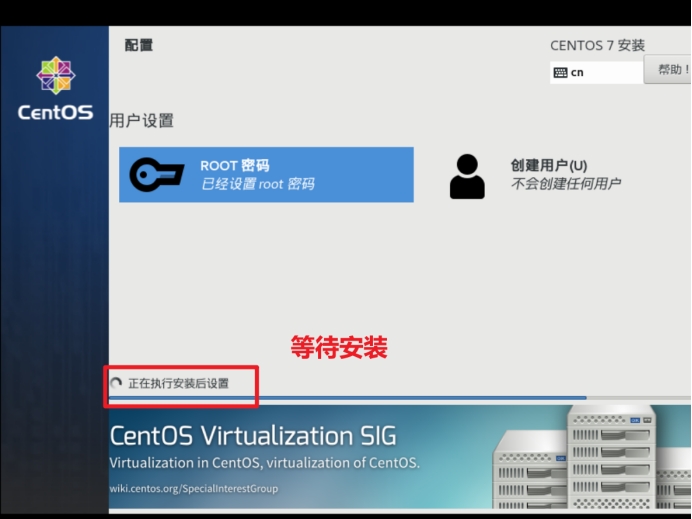 配置
CENTOS 7 安装
cn
帮助！
CentOS
用户设置
ROOT 密码
已经设置 root 密码
创建用户(U)
不会创建任何用户
等待安装
正在执行安装后设置
CentOS Virtualization SIG
Virtualization in CentOS, virtualization of CentOS.
wiki.centos.org/SpecialInterestGroup